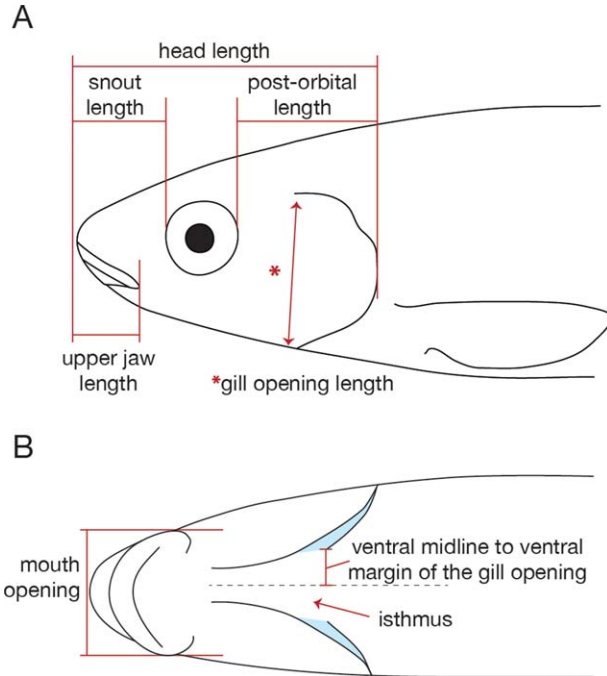 A
head length
snout
length
post-orbital
length
*
upper jaw
length
*gill opening length
B
mouth
opening
ventral midline to ventral
margin of the gill opening
isthmus